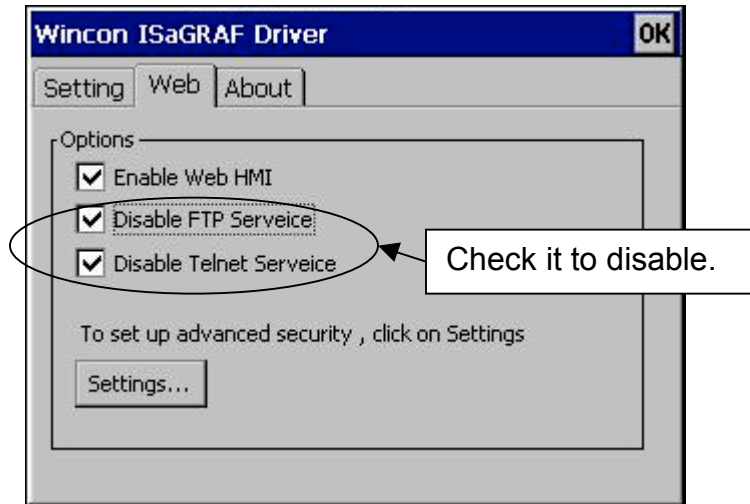 Wincon ISaGRAF Driver OK
Setting Web About
Options
Enable Web HMI
Disable FTP Serveice
Disable Telnet Serveice
Check it to disable.
To set up advanced security , click on Settings
Settings...